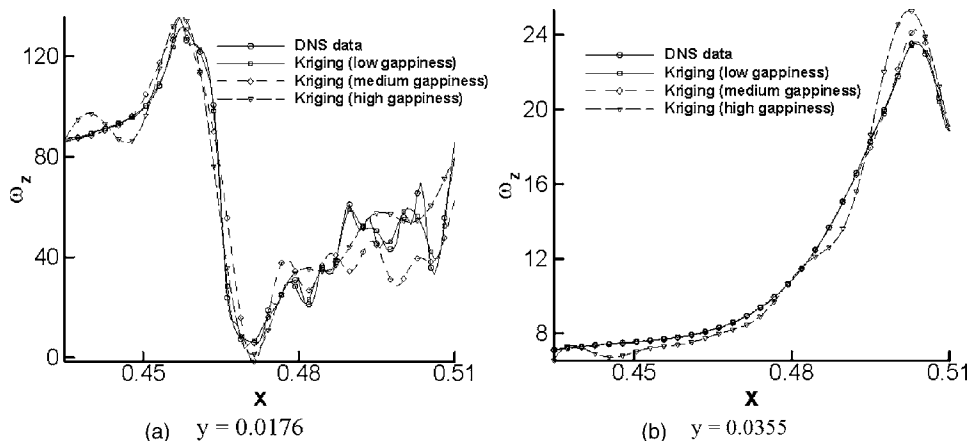 120
80
40
0
ω_z
0.45
0.48
0.51
x
DNS data
Kriging (low gappiness)
Kriging (medium gappiness)
Kriging (high gappiness)
(a) y = 0.0176
24
20
16
12
8
ω_z
0.45
0.48
0.51
x
DNS data
Kriging (low gappiness)
Kriging (medium gappiness)
Kriging (high gappiness)
(b) y = 0.0355